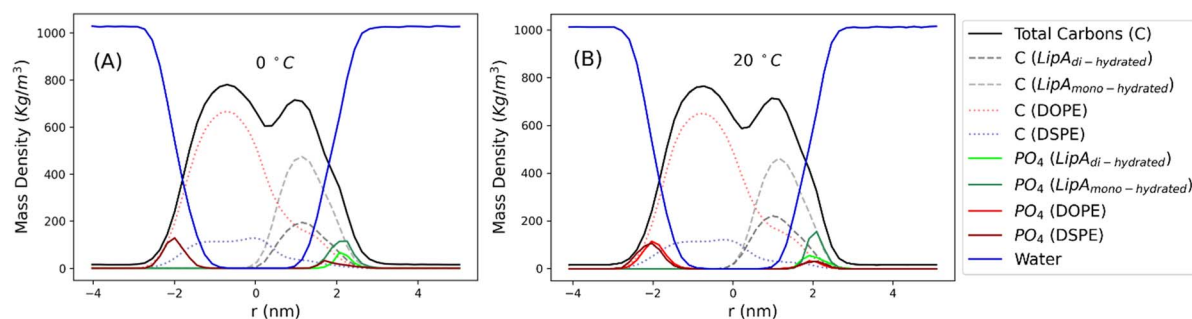 Mass Density (Kg/m³)
1000
800
600
400
200
0
(A)
0 °C
-4
-2
0
2
4
r (nm)
Mass Density (Kg/m³)
1000
800
600
400
200
0
(B)
20 °C
-4
-2
0
2
4
r (nm)
Total Carbons (C)
C (LipA_di-hydrated)
C (LipA_mono-hydrated)
C (DOPE)
C (DSPE)
PO₄ (LipA_di-hydrated)
PO₄ (LipA_mono-hydrated)
PO₄ (DOPE)
PO₄ (DSPE)
Water